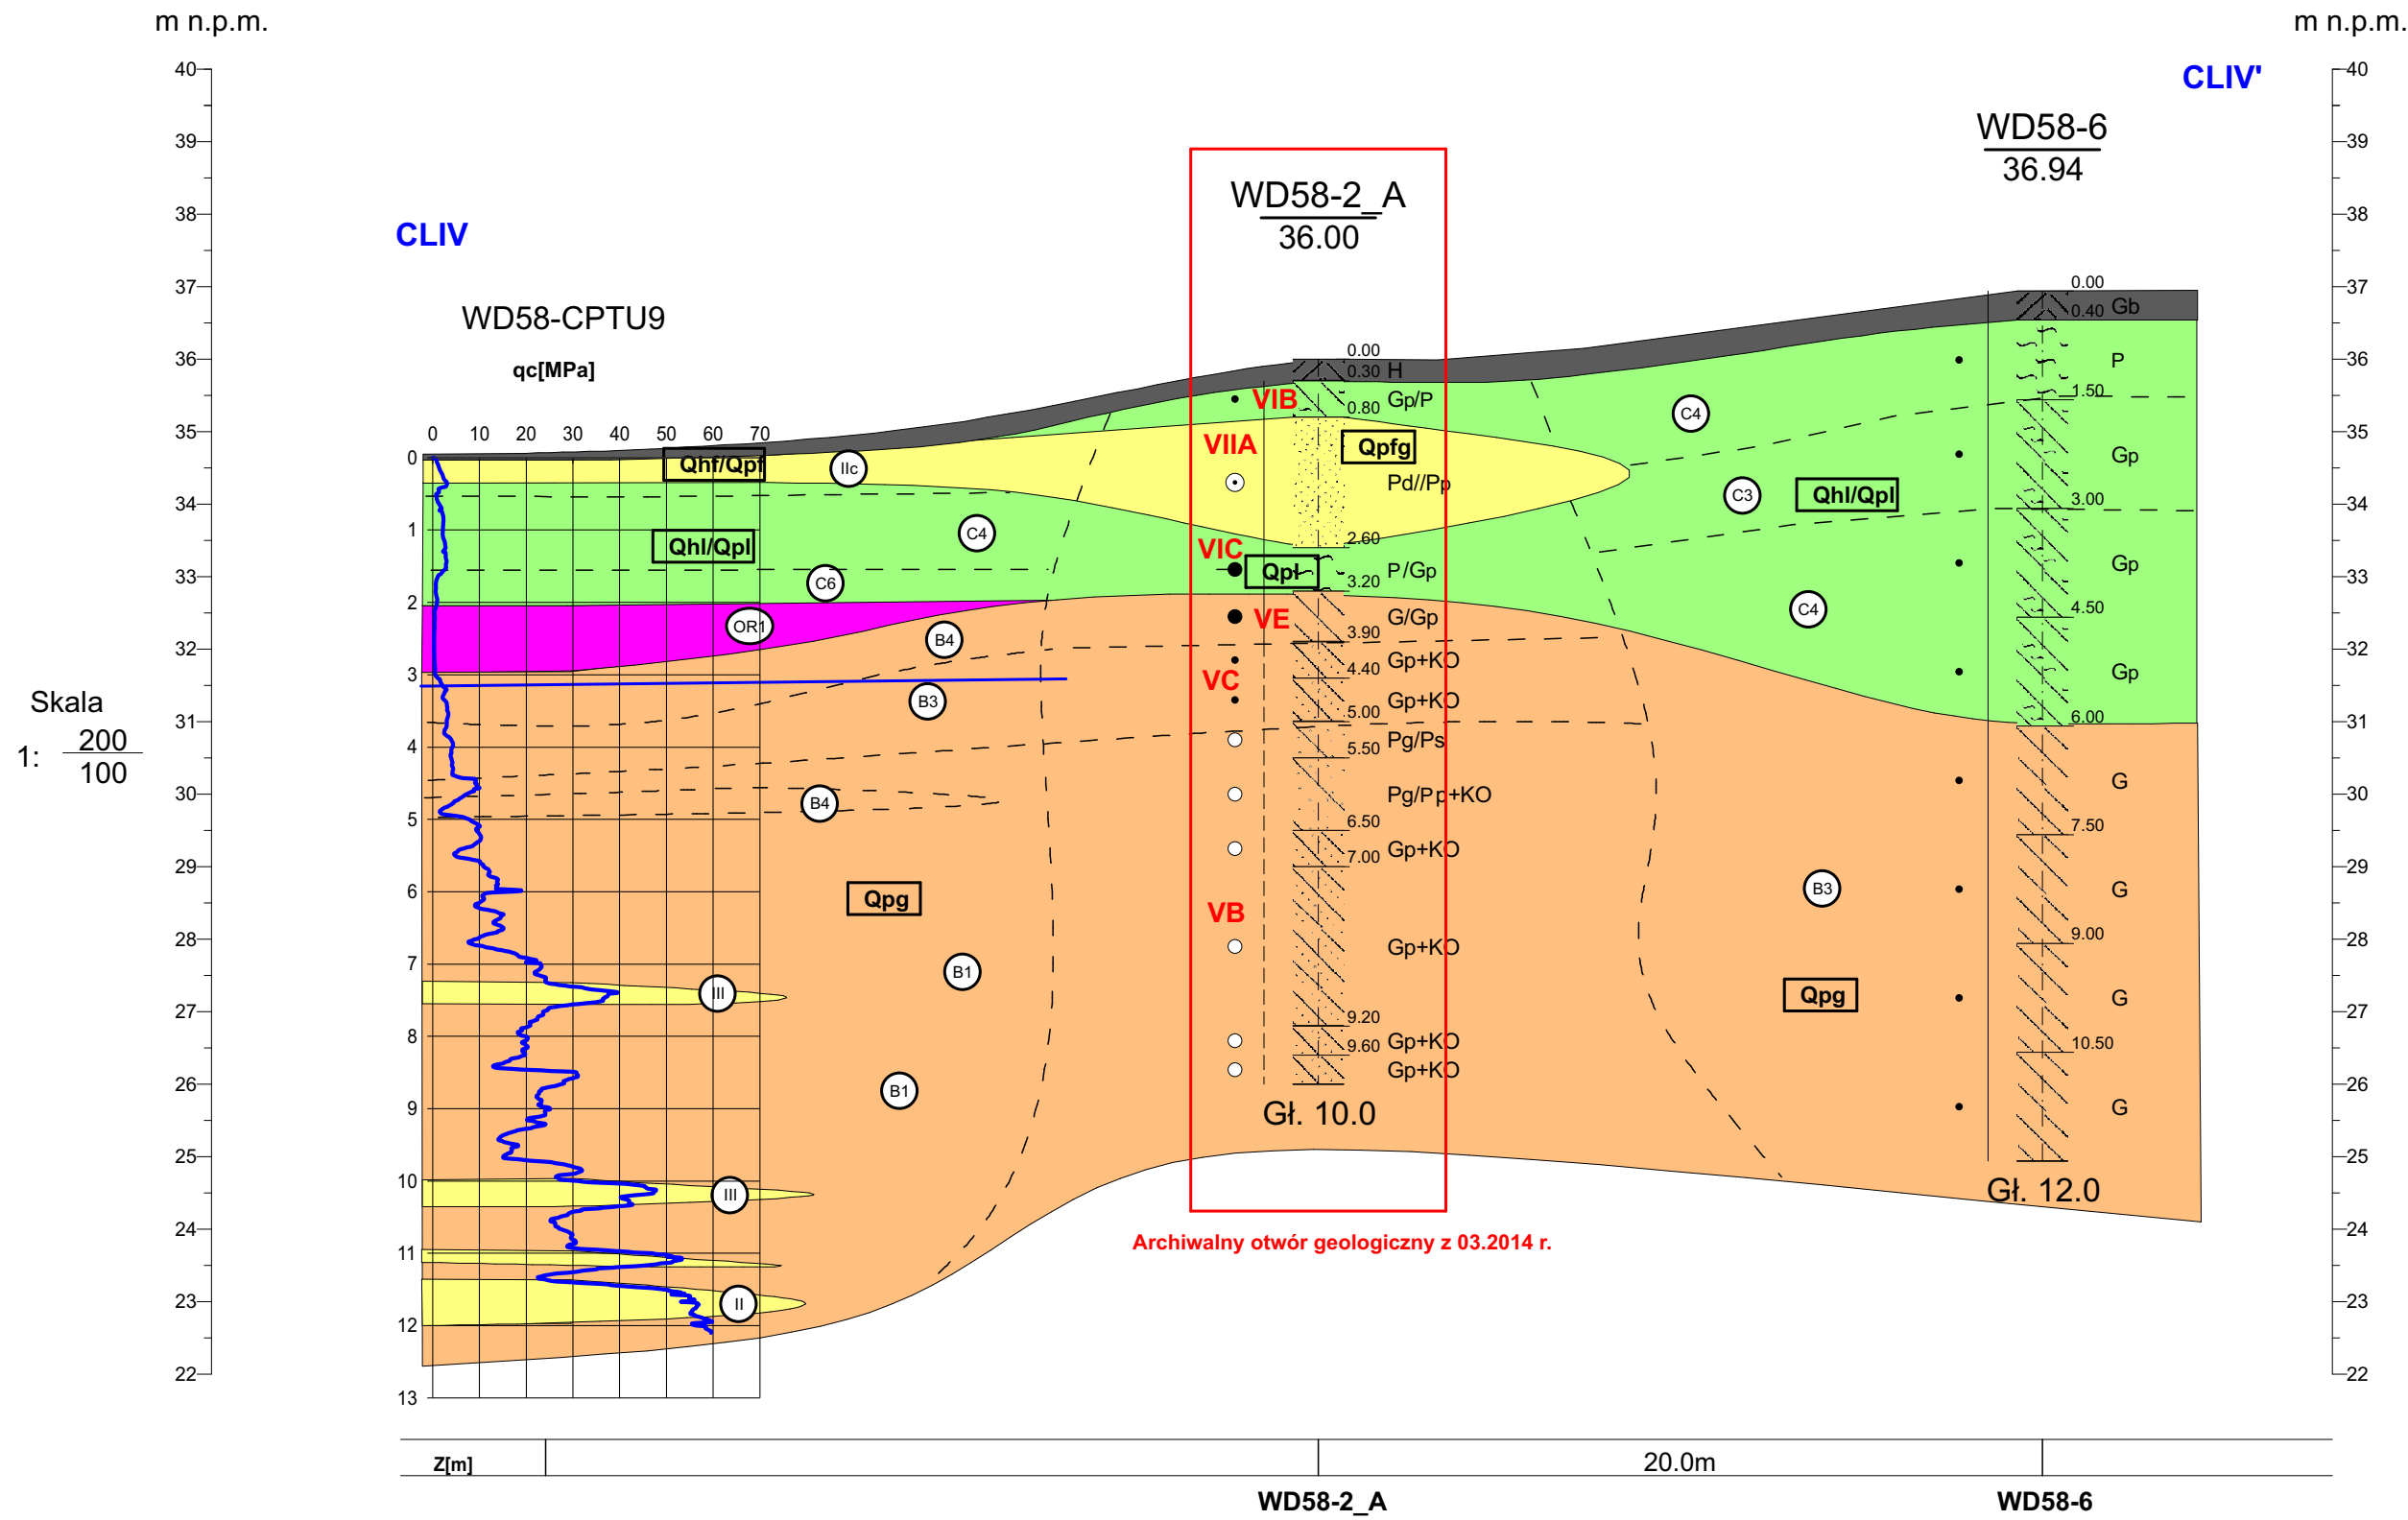 m n.p.m.
m n.p.m.
40
39
38
37
36
35
34
33
32
31
30
29
28
27
26
25
24
23
22
40
39
38
37
36
35
34
33
32
31
30
29
28
27
26
25
24
23
22
CLIV
CLIV'
Skala
1: 200
100
WD58-CPTU9
qc[MPa]
0 10 20 30 40 50 60 70
0
1
2
3
4
5
6
7
8
9
10
11
12
13
Qhf/Qpf
IIc
Qhl/Qpl
C4
C6
OR1
B4
B3
B4
Qpg
B1
III
B1
III
II
WD58-2_A
36.00
0.00
0.30 H
VIB
Gp/P
0.80
VIIA
Qpfg
Pd//Pp
2.60
VIC
Qpl
P/Gp
3.20
VE
G/Gp
3.90
Gp+KO
4.40
VC
Gp+KO
5.00
Pg/Ps
5.50
Pg/Pp+KO
6.50
Gp+KO
7.00
VB
Gp+KO
9.20
Gp+KO
9.60
Gp+KO
Gł. 10.0
Archiwalny otwór geologiczny z 03.2014 r.
C4
C3
Qhl/Qpl
C4
B3
Qpg
WD58-6
36.94
0.00
0.40 Gb
P
1.50
Gp
3.00
Gp
4.50
Gp
6.00
G
7.50
G
9.00
G
10.50
G
Gł. 12.0
Z[m]
20.0m
WD58-2_A
WD58-6